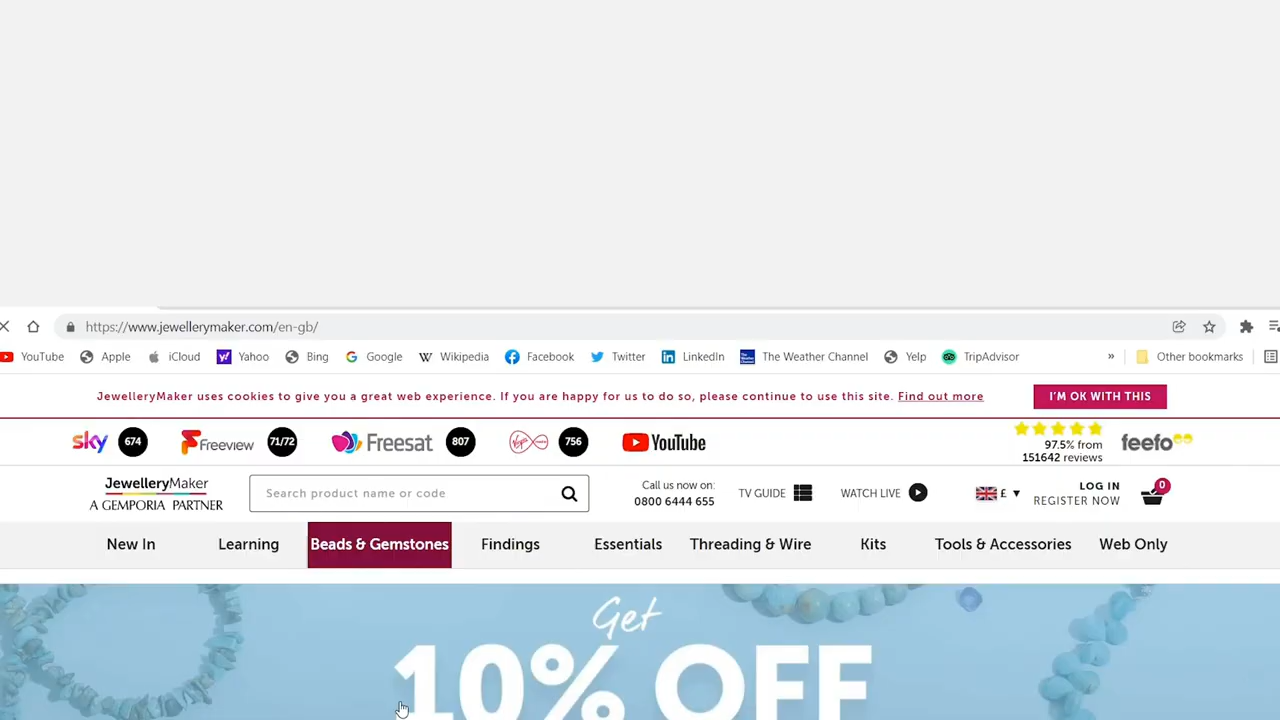 https://www.jewellerymaker.com/en-gb/
YouTube Apple iCloud Yahoo Bing Google Wikipedia Facebook Twitter LinkedIn The Weather Channel Yelp TripAdvisor » Other bookmarks
JewelleryMaker uses cookies to give you a great web experience. If you are happy for us to do so, please continue to use this site. Find out more I'M OK WITH THIS
sky 674 Freeview 71/72 Freesat 807 756 YouTube 97.5% from feefo
151642 reviews
JewelleryMaker
A GEMPORIA PARTNER
Search product name or code
Call us now on:
0800 6444 655
TV GUIDE WATCH LIVE £ LOG IN 0
REGISTER NOW
New In Learning Beads & Gemstones Findings Essentials Threading & Wire Kits Tools & Accessories Web Only
Get
10% OFF